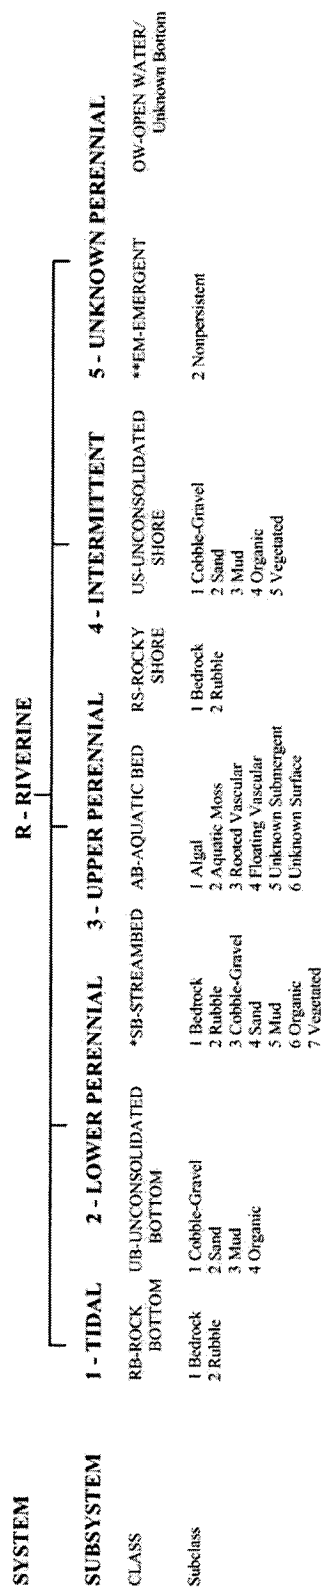 SYSTEM
R - RIVERINE
SUBSYSTEM
1 - TIDAL
2 - LOWER PERENNIAL
3 - UPPER PERENNIAL
4 - INTERMITTENT
5 - UNKNOWN PERENNIAL
CLASS
RB-ROCK
BOTTOM
UB-UNCONSOLIDATED
BOTTOM
*SB-STREAMBED
AB-AQUATIC BED
RS-ROCKY
SHORE
US-UNCONSOLIDATED
SHORE
**EM-EMERGENT
OW-OPEN WATER/
Unknown Bottom
Subclass
1 Bedrock
2 Rubble
1 Cobble-Gravel
2 Sand
3 Mud
4 Organic
1 Bedrock
2 Rubble
3 Cobble-Gravel
4 Sand
5 Mud
6 Organic
7 Vegetated
1 Algal
2 Aquatic Moss
3 Rooted Vascular
4 Floating Vascular
5 Unknown Submergent
6 Unknown Surface
1 Bedrock
2 Rubble
1 Cobble-Gravel
2 Sand
3 Mud
4 Organic
5 Vegetated
2 Nonpersistent